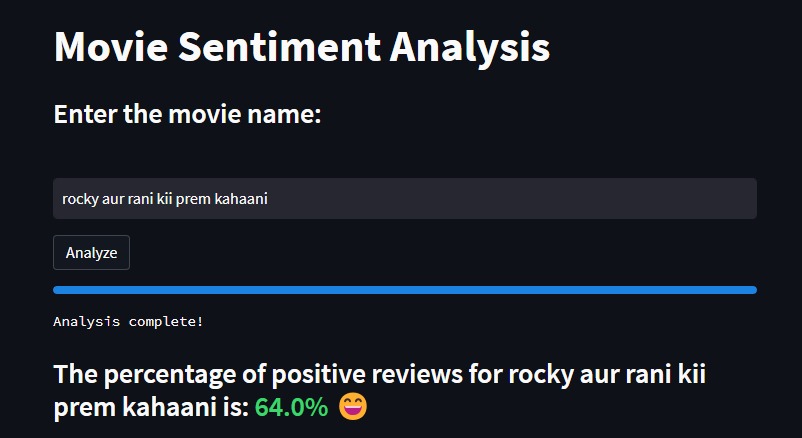 Movie Sentiment Analysis
Enter the movie name:
rocky aur rani kii prem kahaani
Analyze
Analysis complete!
The percentage of positive reviews for rocky aur rani kii
prem kahaani is: 64.0% 😄